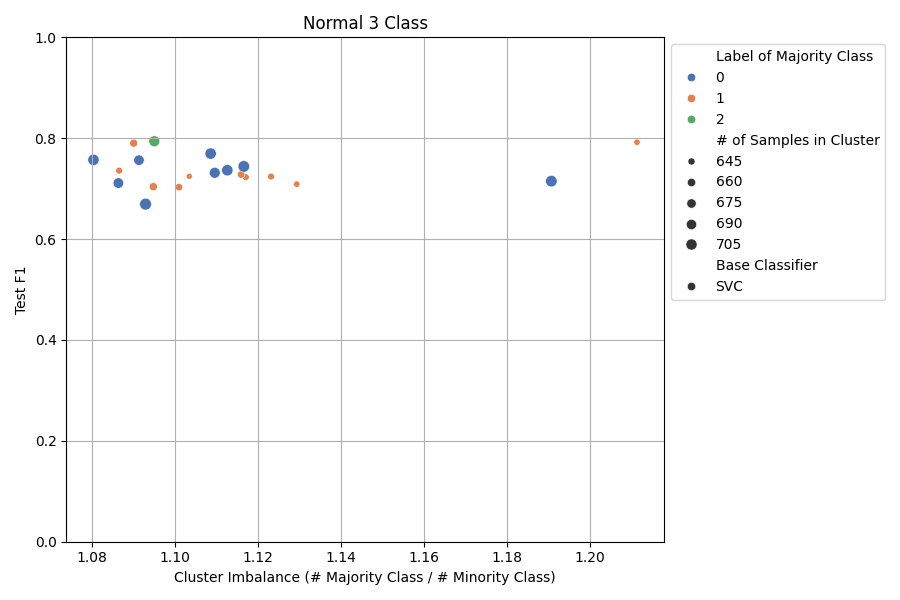 Normal 3 Class
1.0
0.8
0.6
0.4
0.2
0.0
Test F1
1.08 1.10 1.12 1.14 1.16 1.18 1.20
Cluster Imbalance (# Majority Class / # Minority Class)
Label of Majority Class
0
1
2
# of Samples in Cluster
645
660
675
690
705
Base Classifier
SVC